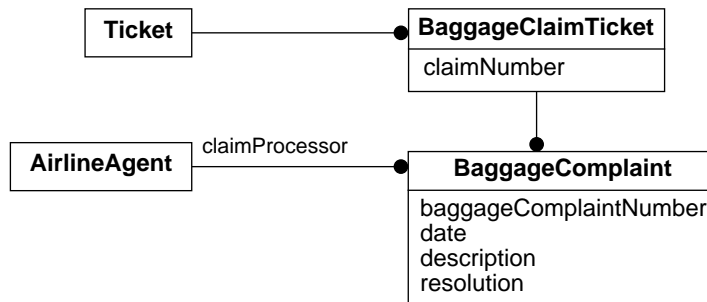 Ticket
BaggageClaimTicket
claimNumber
claimProcessor
AirlineAgent
BaggageComplaint
baggageComplaintNumber
date
description
resolution